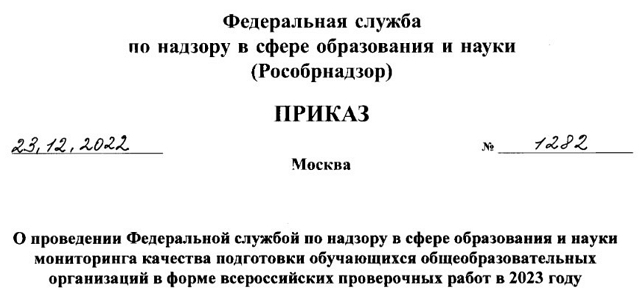 Федеральная служба
по надзору в сфере образования и науки
(Рособрнадзор)
ПРИКАЗ
23.12.2022 № 1282
Москва
О проведении Федеральной службой по надзору в сфере образования и науки
мониторинга качества подготовки обучающихся общеобразовательных
организаций в форме всероссийских проверочных работ в 2023 году